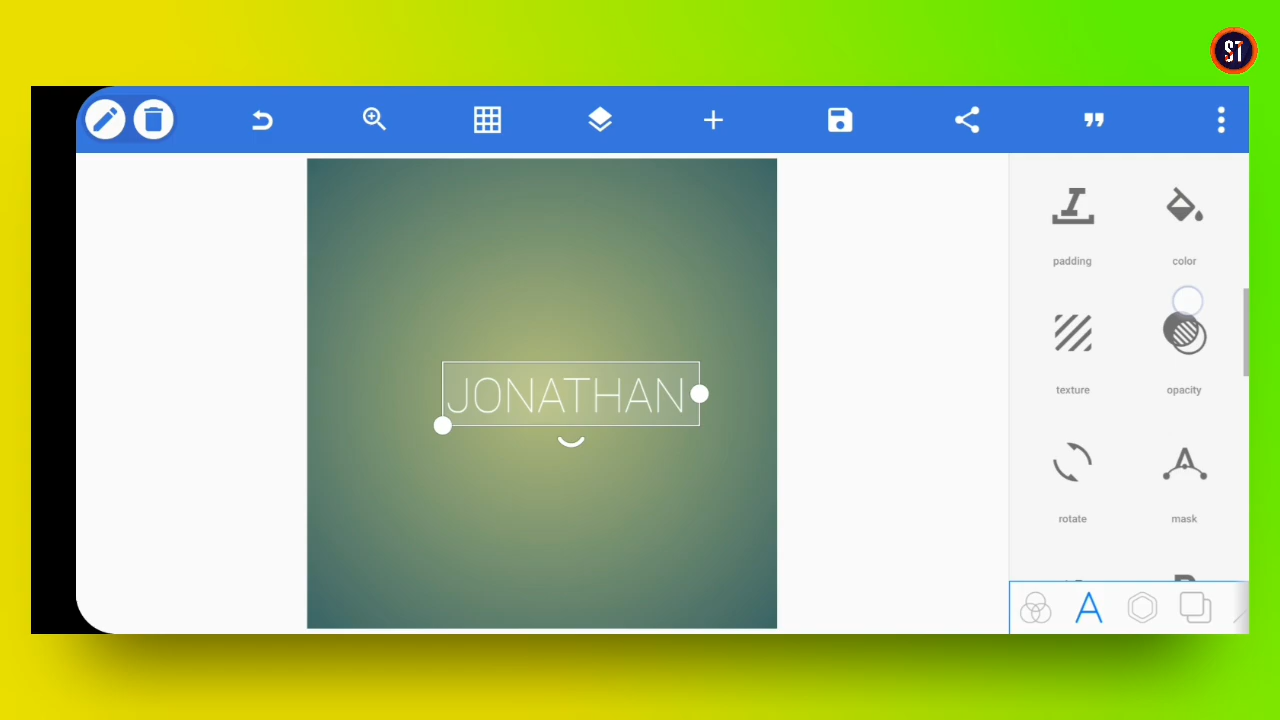 ST
JONATHAN
padding
color
texture
opacity
rotate
mask